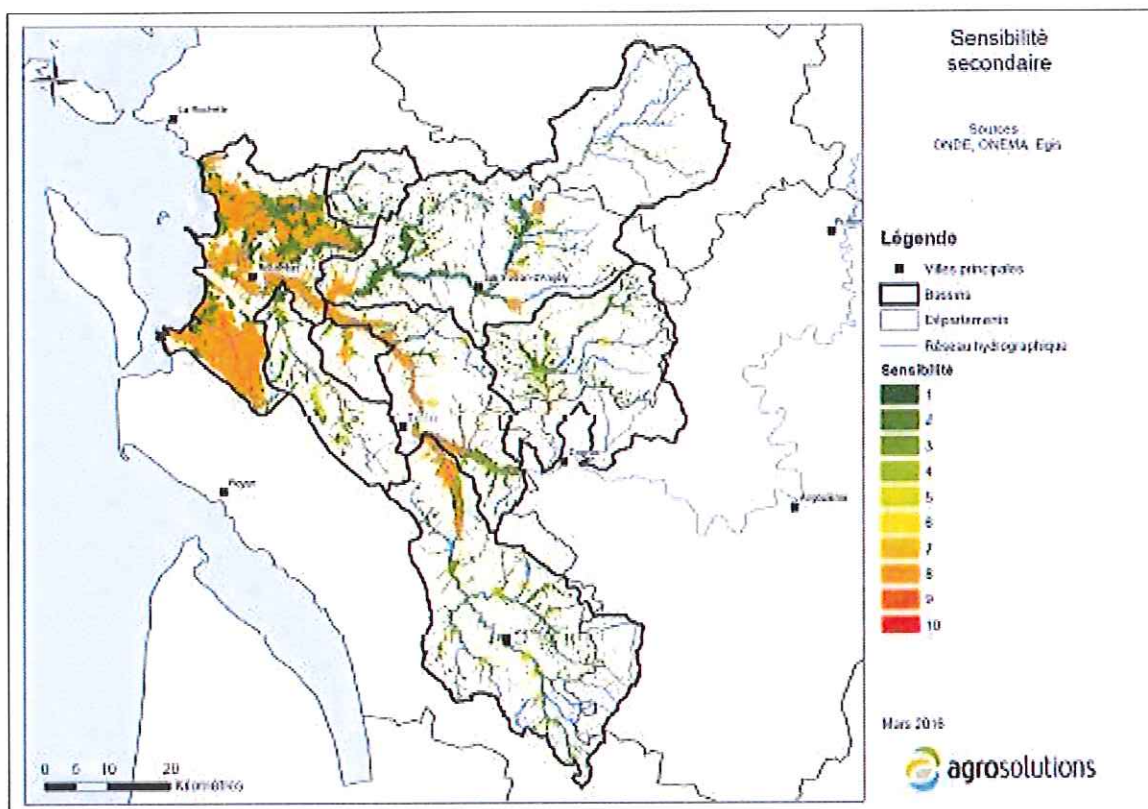 Sensibilité
secondaire
Sources
ONDE, ONEMA, Egis
La Rochelle
Légende
Villes principales
Bassins
Départements
Réseau hydrographique
Sensibilité
1
2
3
4
5
6
7
8
9
10
Royan
Angoulême
Mars 2016
0 5 10 20
Kilomètres
agrosolutions